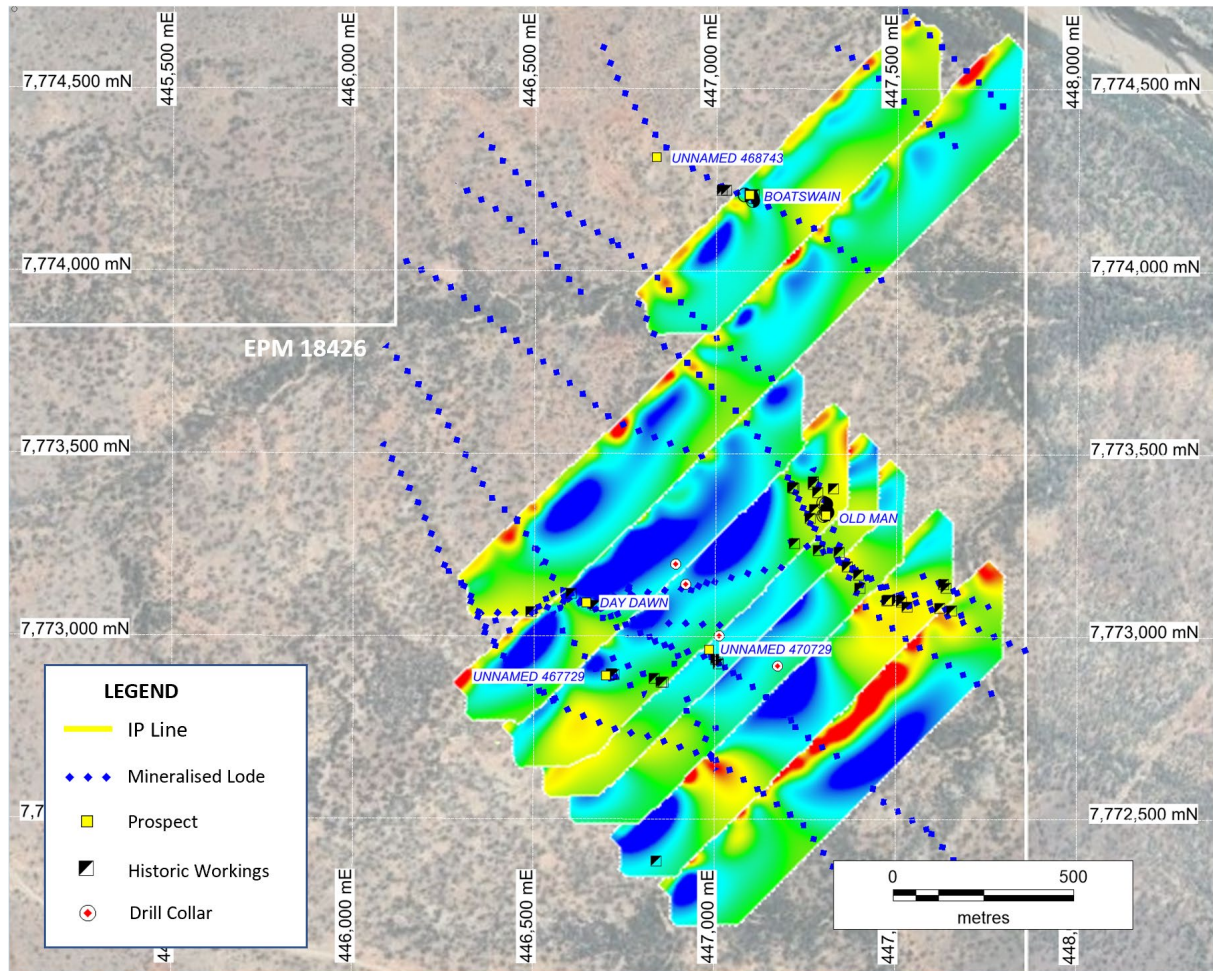 445,500 mE
446,000 mE
446,500 mE
447,000 mE
447,500 mE
448,000 mE
7,774,500 mN
7,774,500 mN
UNNAMED 468743
BOATSWAIN
7,774,000 mN
7,774,000 mN
EPM 18426
7,773,500 mN
7,773,500 mN
OLD MAN
DAY DAWN
7,773,000 mN
7,773,000 mN
UNNAMED 470729
UNNAMED 467729
LEGEND
IP Line
Mineralised Lode
Prospect
Historic Workings
Drill Collar
7,7
7,772,500 mN
0 500
metres
446,000 mE
446,500 mE
447,000 mE
447,
448,